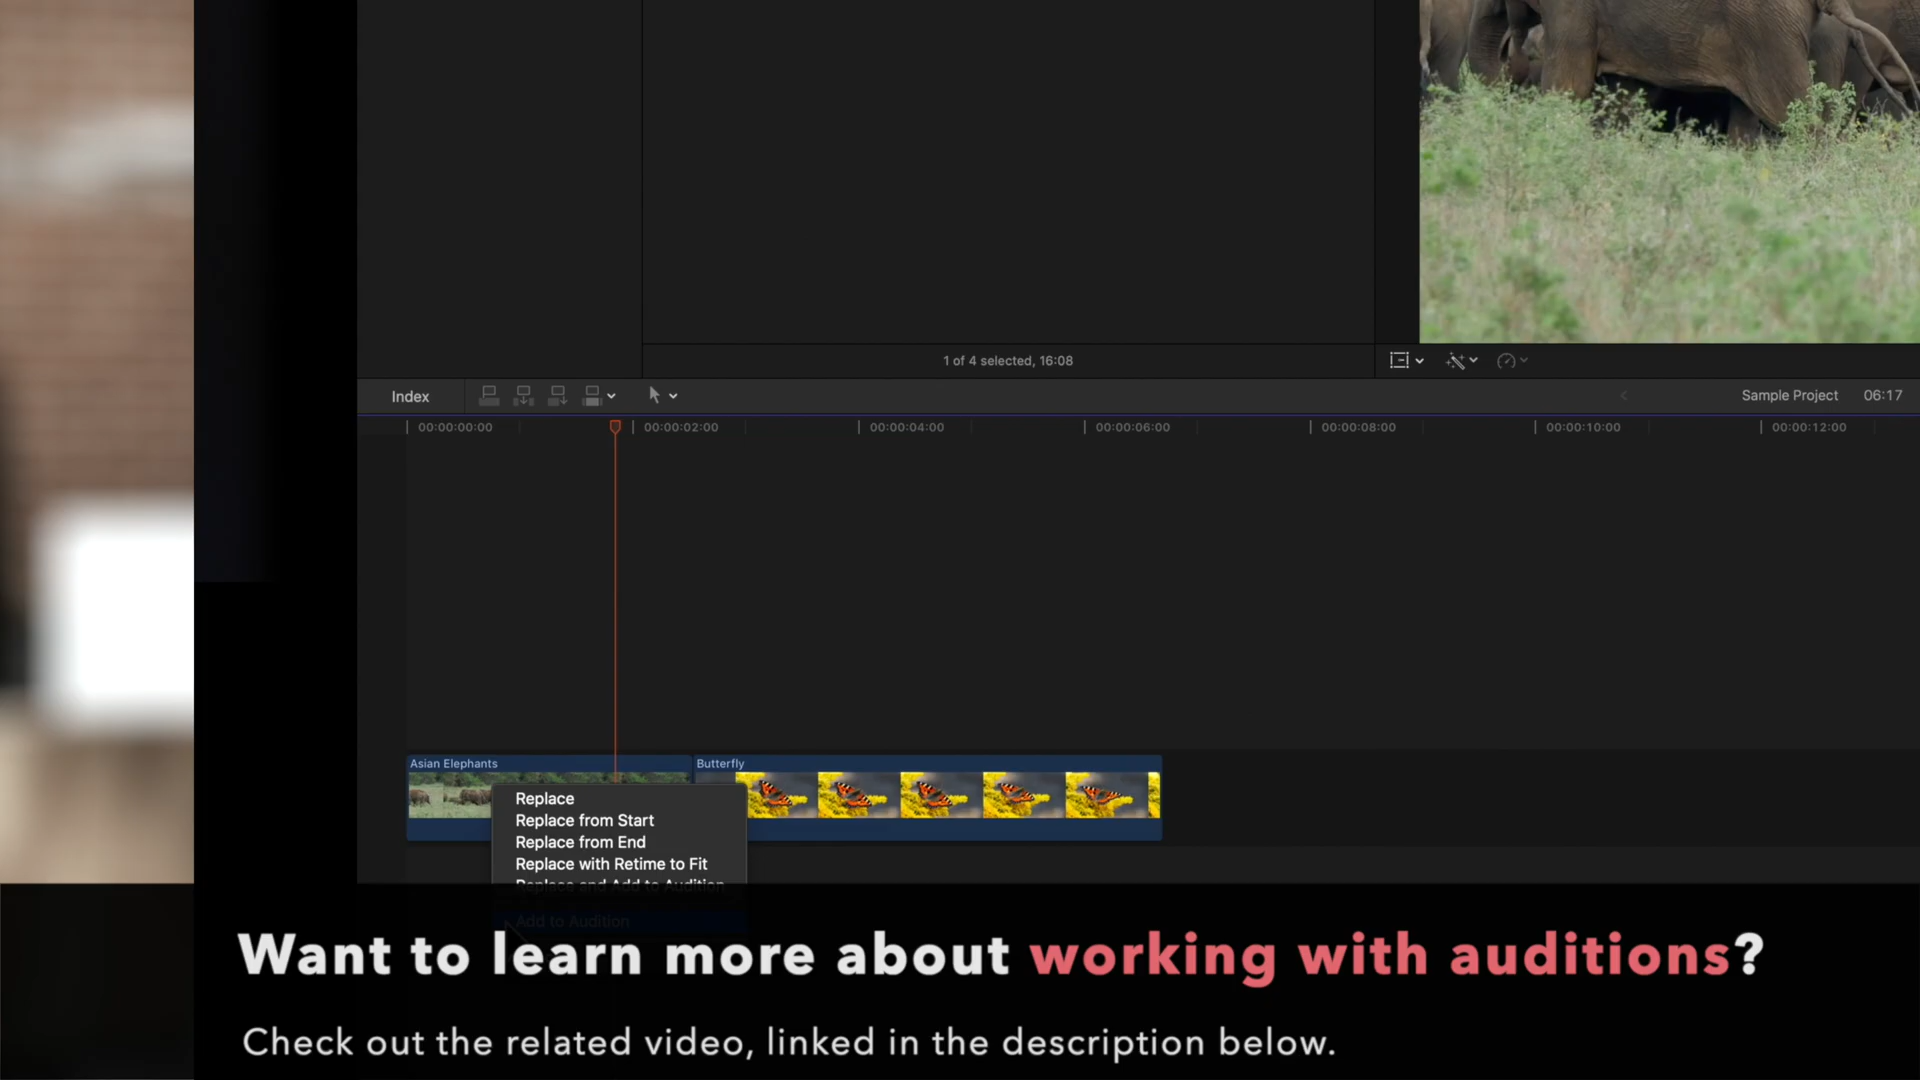 1 of 4 selected, 16:08
Index
Sample Project 06:17
00:00:00:00 00:00:02:00 00:00:04:00 00:00:06:00 00:00:08:00 00:00:10:00 00:00:12:00
Asian Elephants Butterfly
Replace
Replace from Start
Replace from End
Replace with Retime to Fit
Replace and Add to Audition
Add to Audition
Want to learn more about working with auditions?
Check out the related video, linked in the description below.